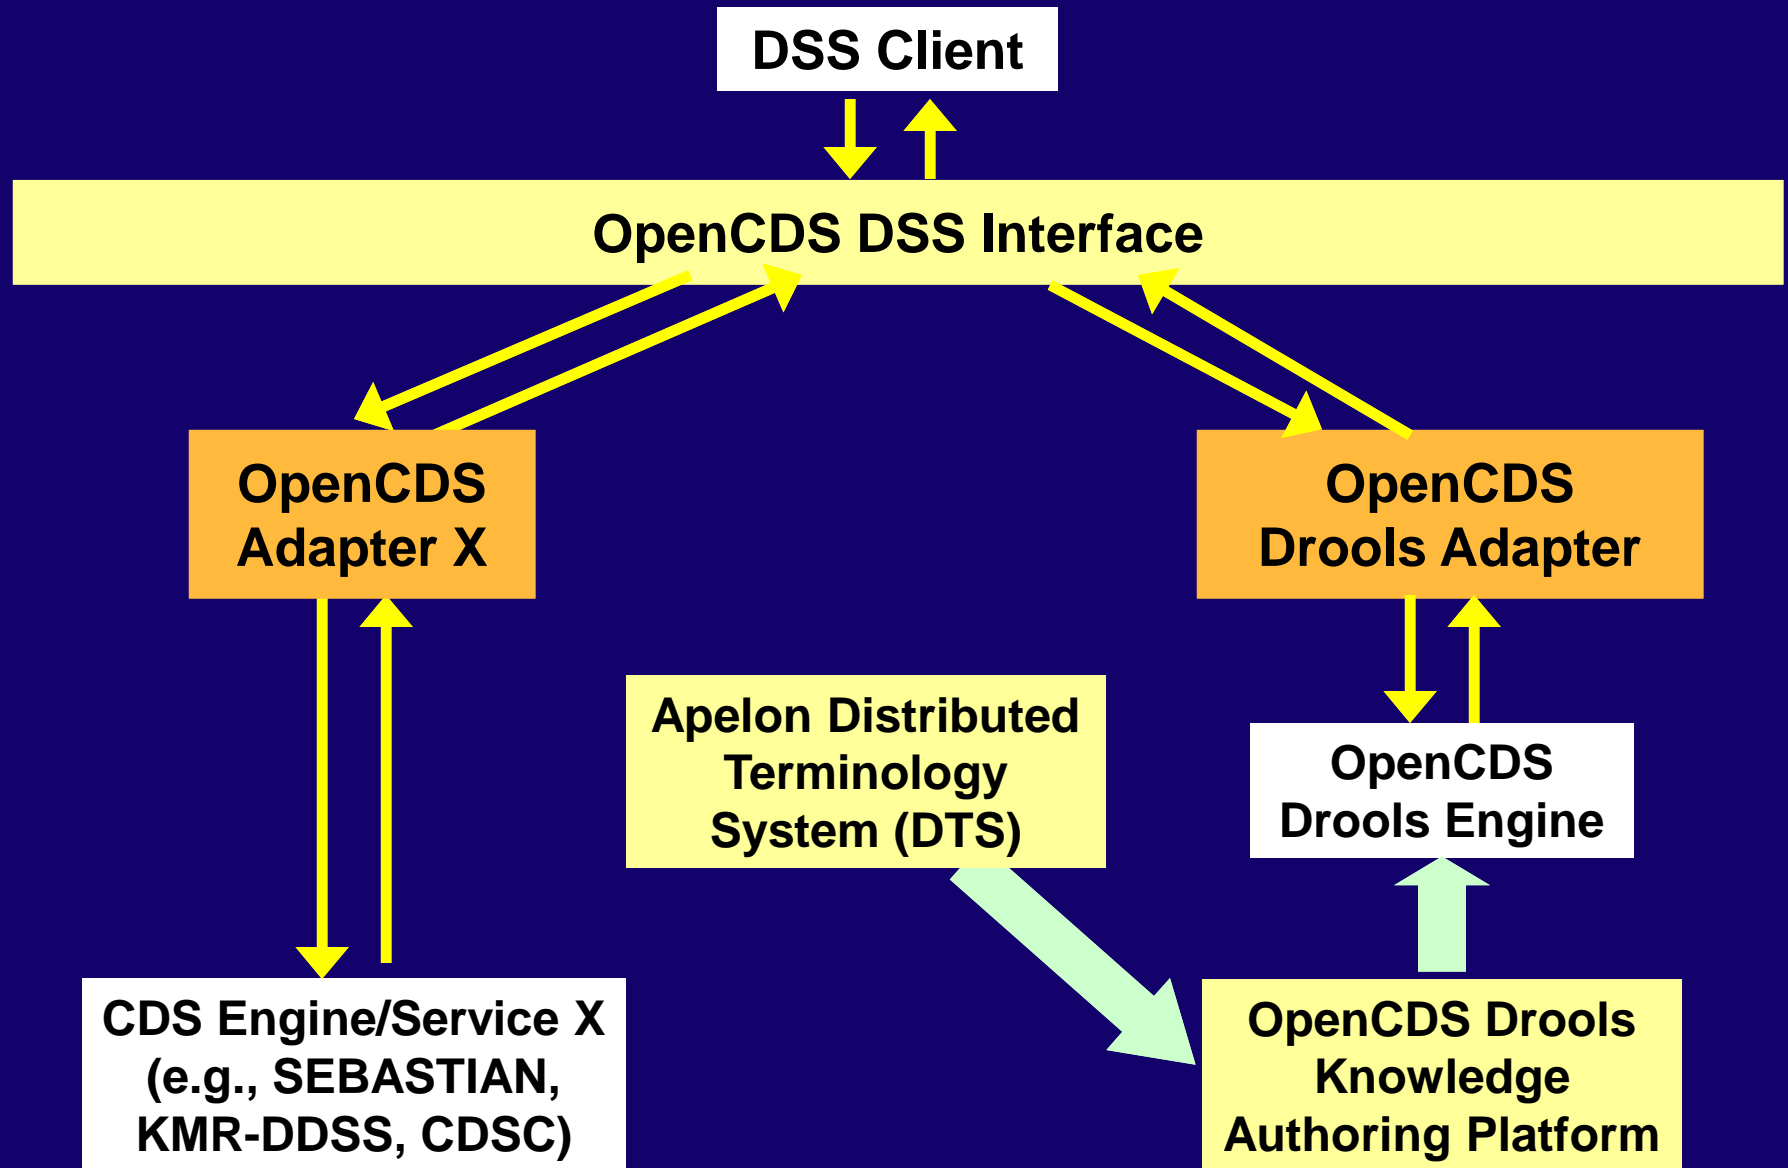 DSS Client
OpenCDS DSS Interface
OpenCDS
Adapter X
OpenCDS
Drools Adapter
Apelon Distributed
Terminology
System (DTS)
OpenCDS
Drools Engine
CDS Engine/Service X
(e.g., SEBASTIAN,
KMR-DDSS, CDSC)
OpenCDS Drools
Knowledge
Authoring Platform